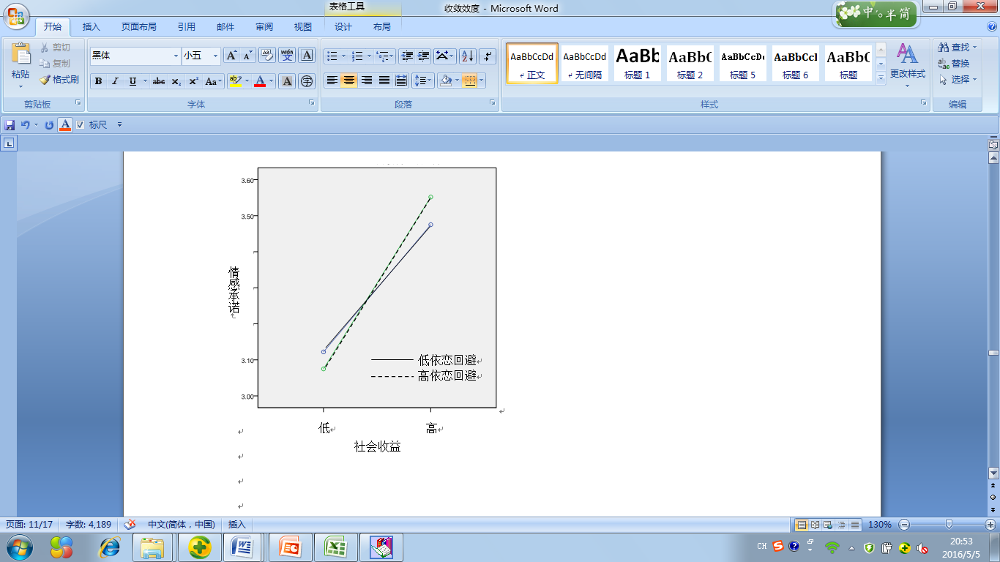 表格工具
收敛效度 - Microsoft Word
中 半 简
开始 插入 页面布局 引用 邮件 审阅 视图 设计 布局
粘贴
剪切
复制
格式刷
剪贴板
黑体 小五
字体
段落
AaBbCcDd 正文
AaBbCcDd 无间隔
AaBb 标题 1
AaBbC 标题 2
AaBbCcDc 标题 5
AaBbCcI 标题 6
AaBbC 标题
更改样式
样式
查找
替换
选择
编辑
标尺
3.60
3.50
3.10
3.00
情感承诺
低依恋回避
高依恋回避
低 高
社会收益
页面: 11/17 字数: 4,189 中文(简体，中国) 插入 130%
CH
20:53
2016/5/5